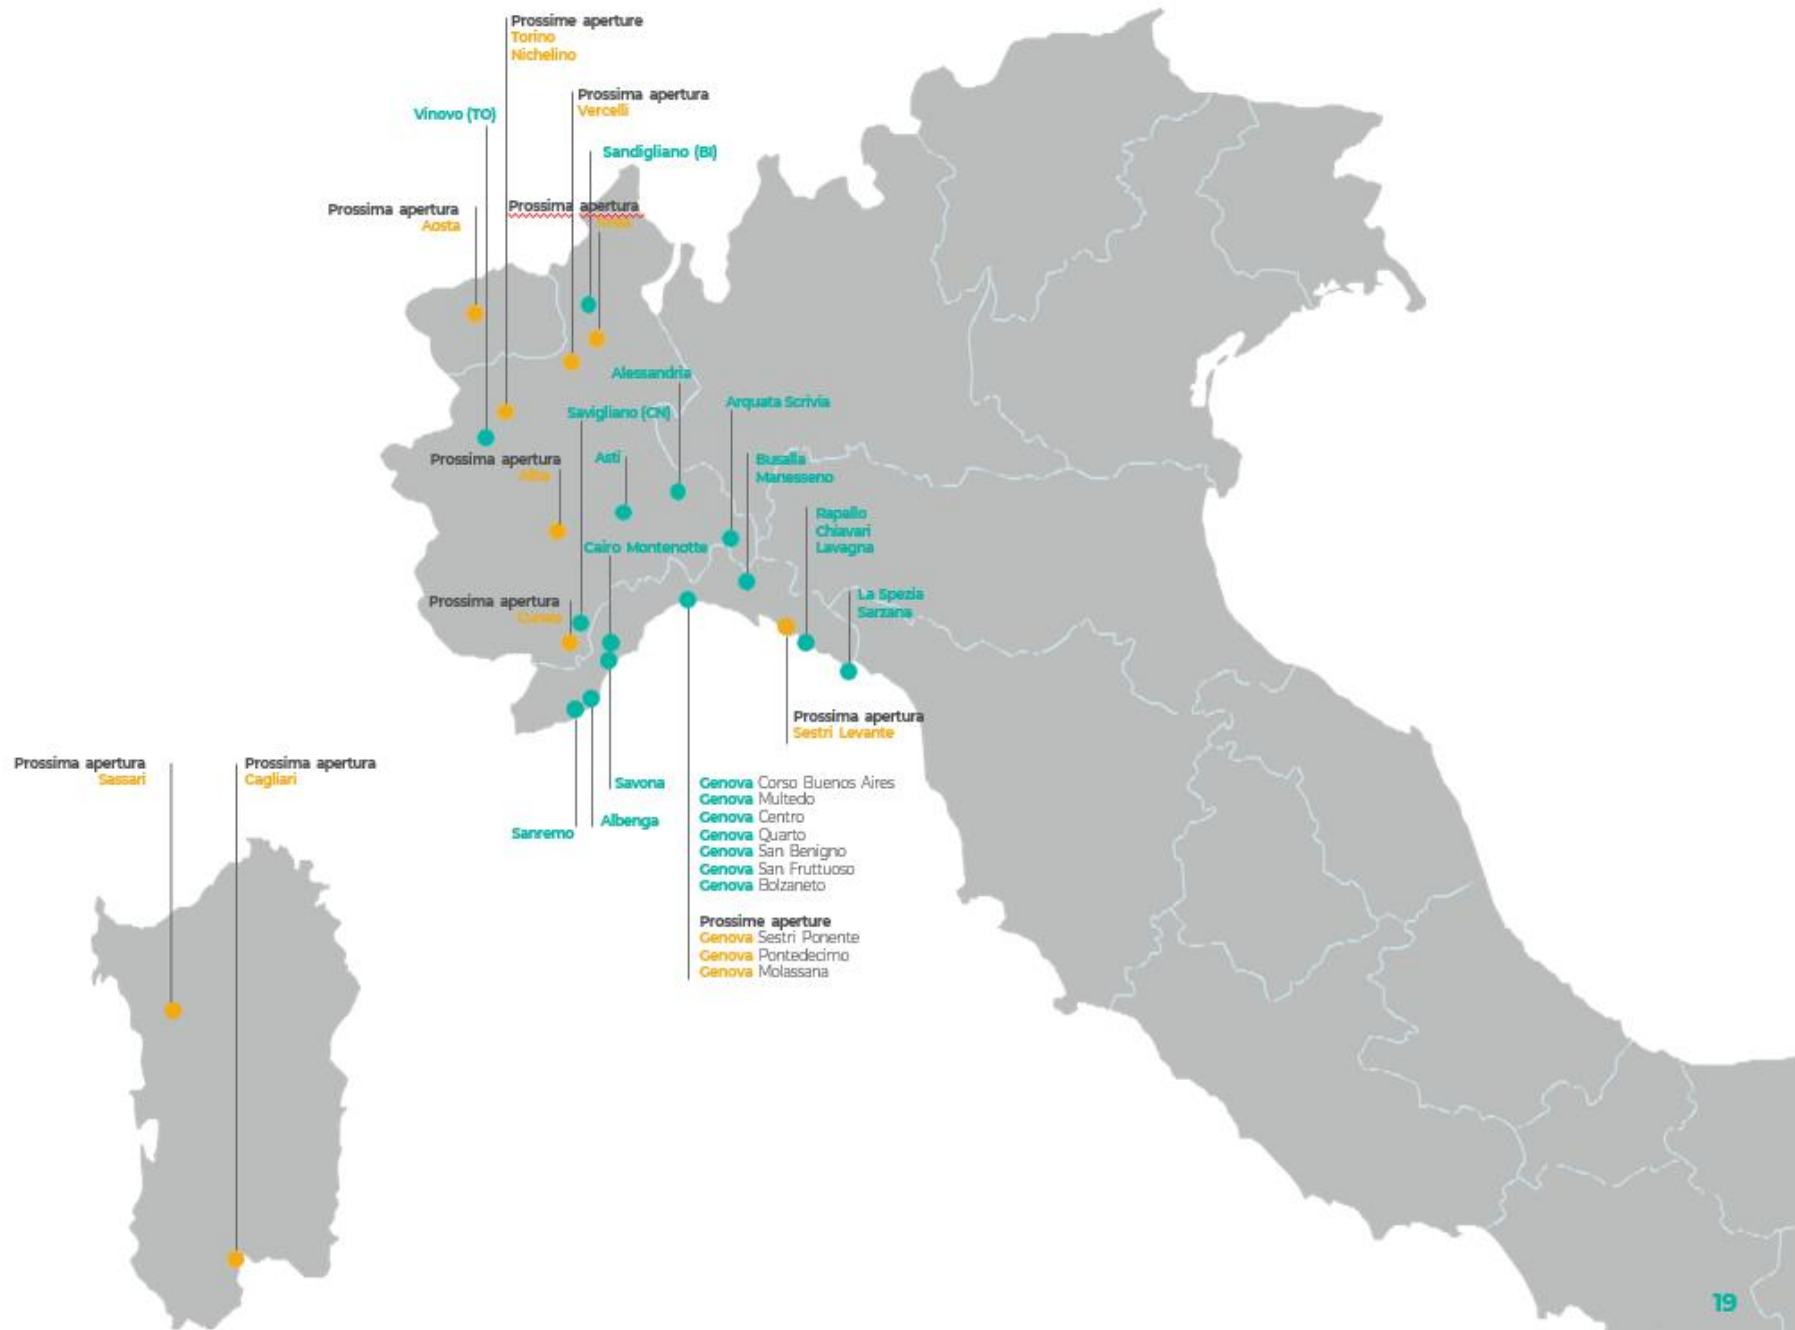 Prossime aperture
Torino
Nichelino
Prossima apertura
Vercelli
Vinovo (TO)
Sandigliano (BI)
Prossima apertura
Prossima apertura
Aosta
Alessandria
Arquata Scrivia
Savigliano (CN)
Prossima apertura
Alba
Asti
Busalla
Manesseno
Rapallo
Chiavari
Lavagna
Cairo Montenotte
Prossima apertura
Cuneo
La Spezia
Sarzana
Prossima apertura
Sestri Levante
Prossima apertura
Sassari
Prossima apertura
Cagliari
Savona
Albenga
Sanremo
Genova Corso Buenos Aires
Genova Multedo
Genova Centro
Genova Quarto
Genova San Benigno
Genova San Fruttuoso
Genova Bolzaneto
Prossime aperture
Genova Sestri Ponente
Genova Pontedecimo
Genova Molassana
19